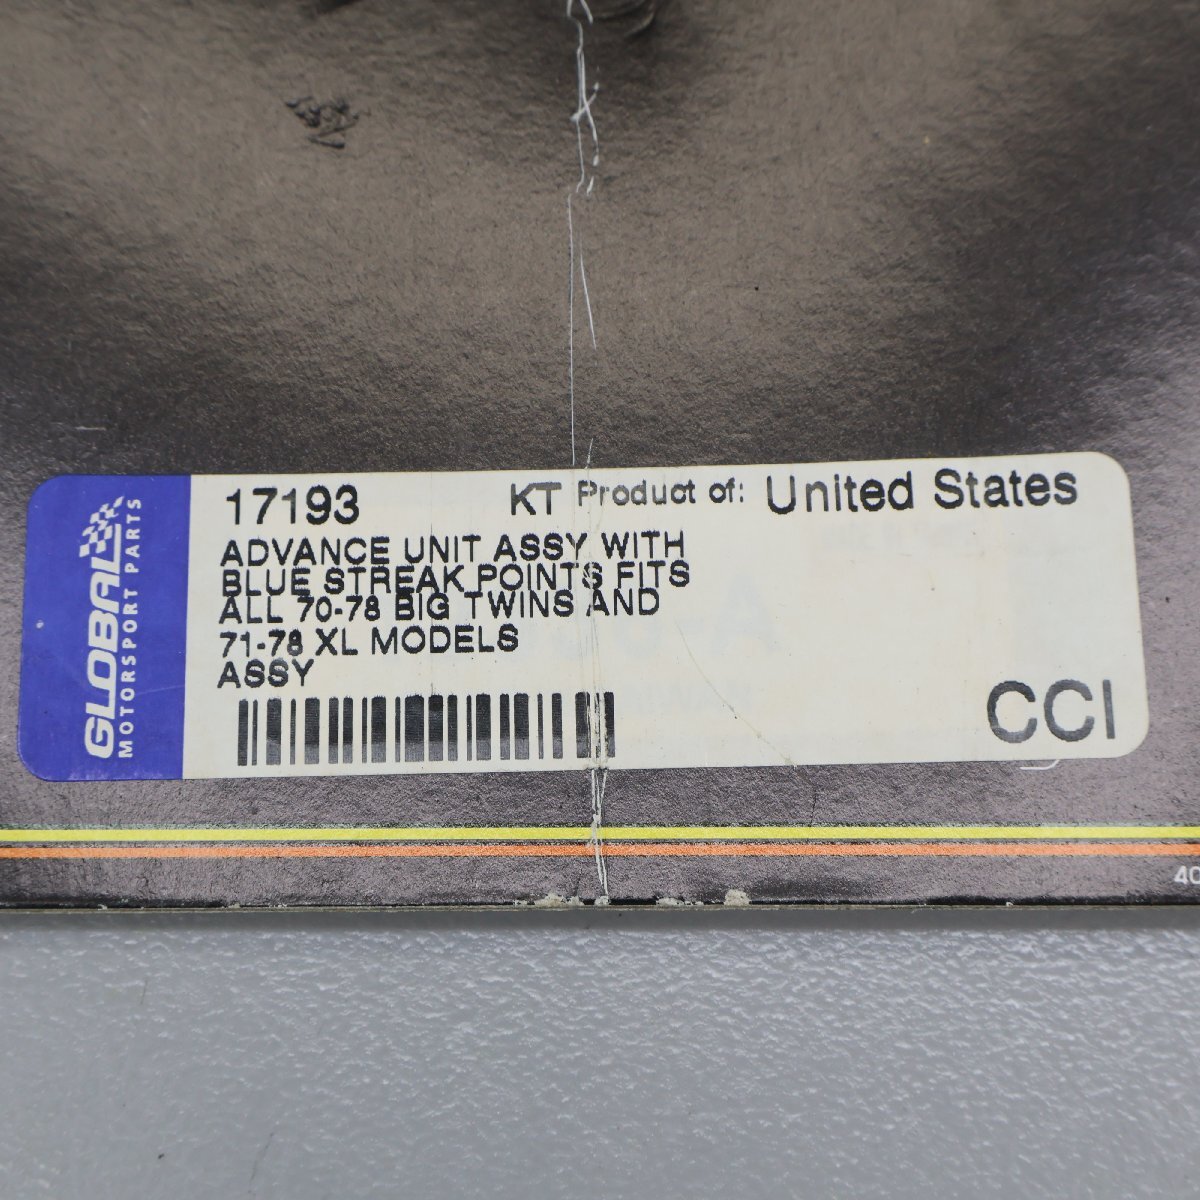 GLOBAL
MOTORSPORT PARTS
17193 KT Product of: United States
ADVANCE UNIT ASSY WITH
BLUE STREAK POINTS FITS
ALL 70-78 BIG TWINS AND
71-78 XL MODELS
ASSY
CCI
40